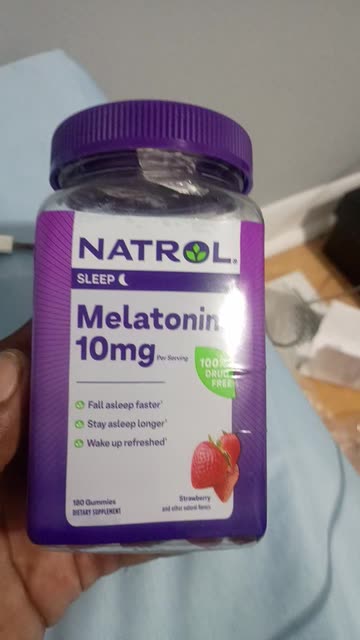 NATROL®
SLEEP
Melatonin
10mg Per Serving
100%
DRUG
FREE
Fall asleep faster†
Stay asleep longer†
Wake up refreshed†
180 Gummies
DIETARY SUPPLEMENT
Strawberry
and other natural flavors